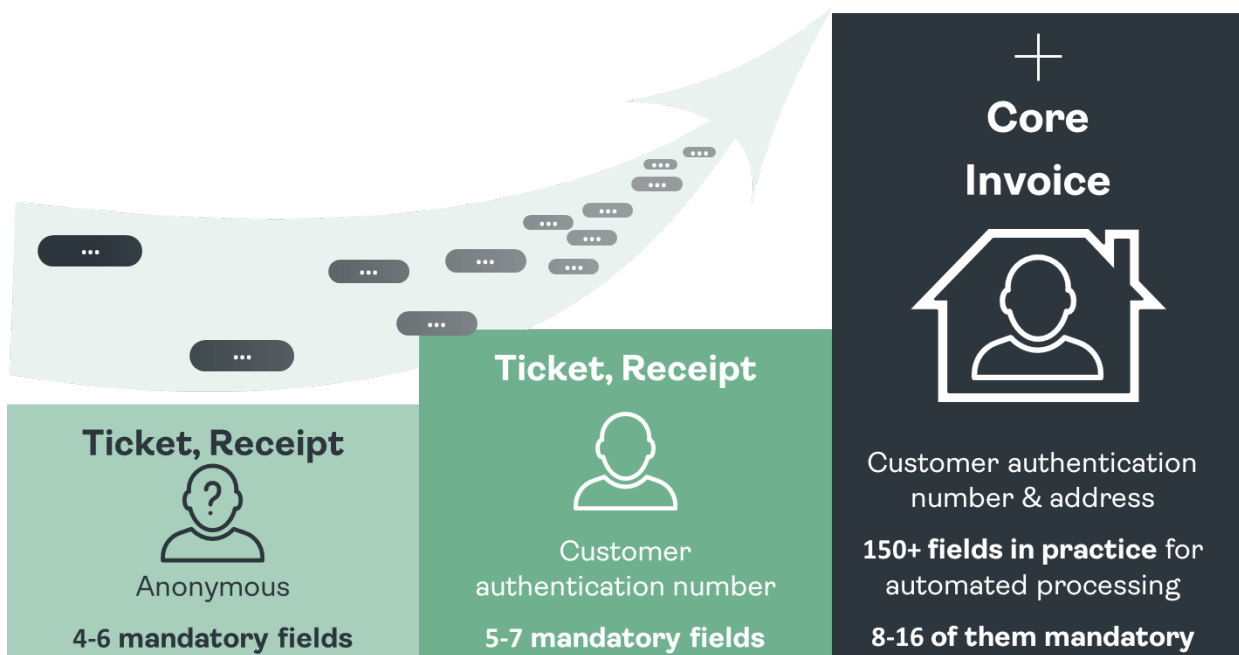 Ticket, Receipt
?
Anonymous
4-6 mandatory fields
Ticket, Receipt
Customer
authentication number
5-7 mandatory fields
+
Core
Invoice
Customer authentication
number & address
150+ fields in practice for
automated processing
8-16 of them mandatory